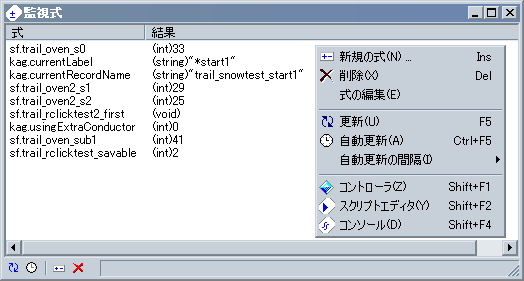 監視式
式 結果
sf.trail_oven_s0 (int)33
kag.currentLabel (string)"*start1"
kag.currentRecordName (string)"trail_snowtest_start1"
sf.trail_oven2_s1 (int)29
sf.trail_oven2_s2 (int)25
sf.trail_rclicktest2_first (void)
kag.usingExtraConductor (int)0
sf.trail_oven_sub1 (int)41
sf.trail_rclicktest_savable (int)2
新規の式(N) ... Ins
削除(X) Del
式の編集(E)
更新(U) F5
自動更新(A) Ctrl+F5
自動更新の間隔(I)
コントローラ(Z) Shift+F1
スクリプトエディタ(Y) Shift+F2
コンソール(D) Shift+F4